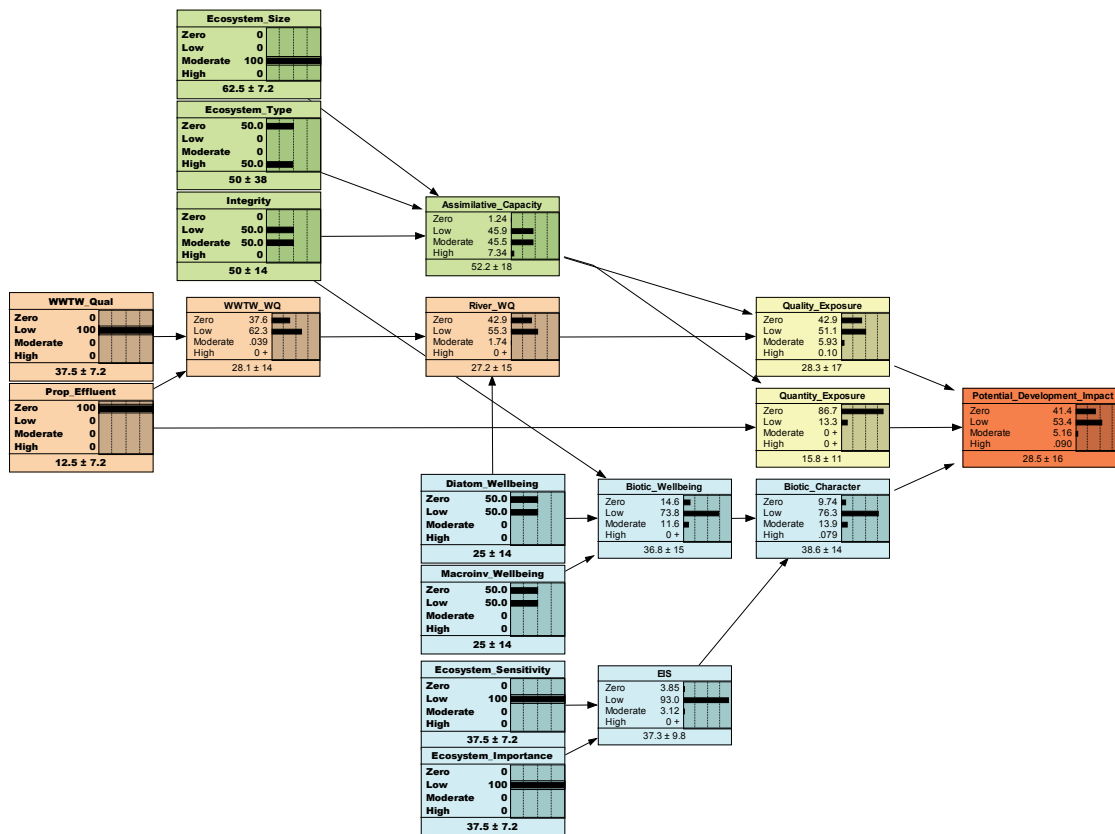 Ecosystem_Size
Zero 0
Low 0
Moderate 100
High 0
62.5 ± 7.2
Ecosystem_Type
Zero 50.0
Low 0
Moderate 0
High 50.0
50 ± 38
Integrity
Zero 0
Low 50.0
Moderate 50.0
High 0
50 ± 14
Assimilative_Capacity
Zero 1.24
Low 45.9
Moderate 45.5
High 7.34
52.2 ± 18
WWTW_Qual
Zero 0
Low 100
Moderate 0
High 0
37.5 ± 7.2
WWTW_WQ
Zero 37.6
Low 62.3
Moderate .039
High 0 +
28.1 ± 14
River_WQ
Zero 42.9
Low 55.3
Moderate 1.74
High 0 +
27.2 ± 15
Quality_Exposure
Zero 42.9
Low 51.1
Moderate 5.93
High 0.10
28.3 ± 17
Prop_Effluent
Zero 100
Low 0
Moderate 0
High 0
12.5 ± 7.2
Quantity_Exposure
Zero 86.7
Low 13.3
Moderate 0 +
High 0 +
15.8 ± 11
Potential_Development_Impact
Zero 41.4
Low 53.4
Moderate 5.16
High .090
28.5 ± 16
Diatom_Wellbeing
Zero 50.0
Low 50.0
Moderate 0
High 0
25 ± 14
Biotic_Wellbeing
Zero 14.6
Low 73.8
Moderate 11.6
High 0 +
36.8 ± 15
Biotic_Character
Zero 9.74
Low 76.3
Moderate 13.9
High .079
38.6 ± 14
Macroinv_Wellbeing
Zero 50.0
Low 50.0
Moderate 0
High 0
25 ± 14
Ecosystem_Sensitivity
Zero 0
Low 100
Moderate 0
High 0
37.5 ± 7.2
EIS
Zero 3.85
Low 93.0
Moderate 3.12
High 0 +
37.3 ± 9.8
Ecosystem_Importance
Zero 0
Low 100
Moderate 0
High 0
37.5 ± 7.2